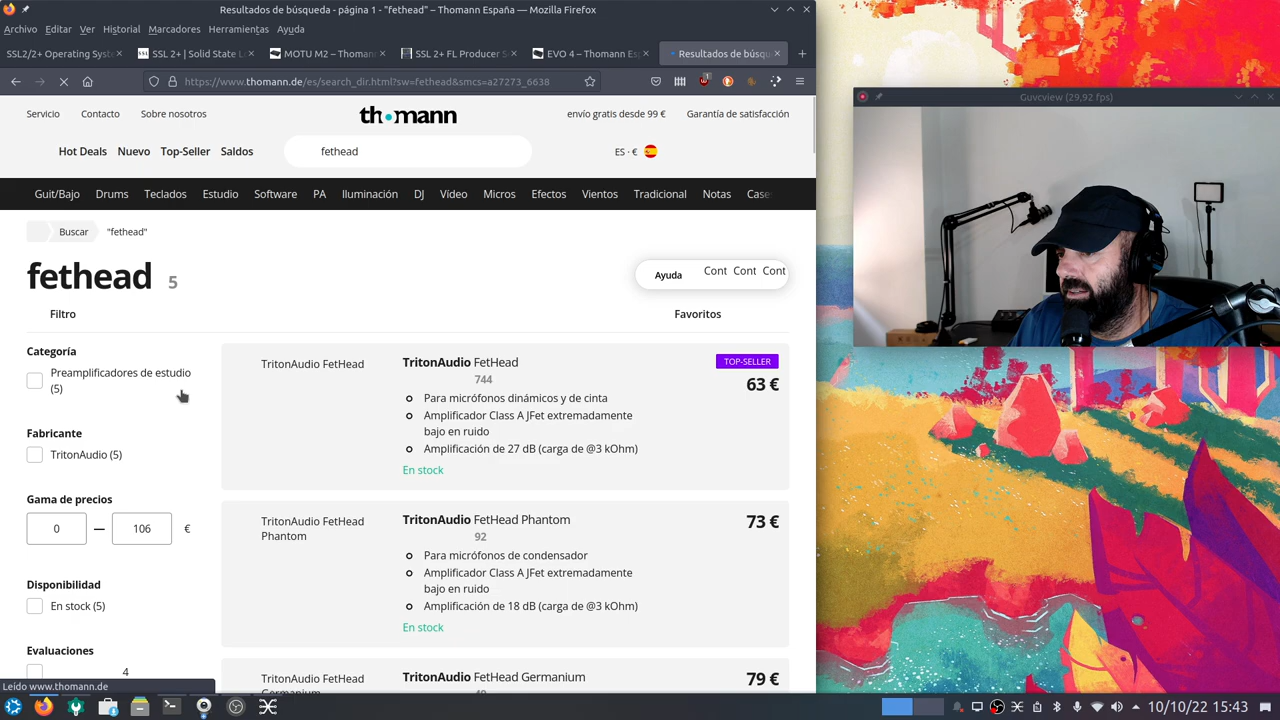 Resultados de búsqueda - página 1 - "fethead" – Thomann España — Mozilla Firefox
Archivo Editar Ver Historial Marcadores Herramientas Ayuda
SSL2/2+ Operating Syst
SSL 2+ | Solid State L
MOTU M2 – Thomann
SSL 2+ FL Producer S
EVO 4 – Thomann Es
Resultados de búsqu
https://www.thomann.de/es/search_dir.html?sw=fethead&smcs=a27273_6638
Guvcview (29,92 fps)
Servicio Contacto Sobre nosotros
thomann
envío gratis desde 99 € Garantía de satisfacción
Hot Deals Nuevo Top-Seller Saldos
fethead
ES · €
Guit/Bajo Drums Teclados Estudio Software PA Iluminación DJ Vídeo Micros Efectos Vientos Tradicional Notas Case
Buscar "fethead"
fethead 5
Ayuda Cont Cont Cont
Filtro
Favoritos
Categoría
Preamplificadores de estudio
(5)
Fabricante
TritonAudio (5)
Gama de precios
0 — 106 €
Disponibilidad
En stock (5)
Evaluaciones
4
TritonAudio FetHead
TritonAudio FetHead
744
TOP-SELLER
63 €
Para micrófonos dinámicos y de cinta
Amplificador Class A JFet extremadamente
bajo en ruido
Amplificación de 27 dB (carga de @3 kOhm)
En stock
TritonAudio FetHead
Phantom
TritonAudio FetHead Phantom
92
73 €
Para micrófonos de condensador
Amplificador Class A JFet extremadamente
bajo en ruido
Amplificación de 18 dB (carga de @3 kOhm)
En stock
TritonAudio FetHead
TritonAudio FetHead Germanium
79 €
Leído www.thomann.de
10/10/22 15:43